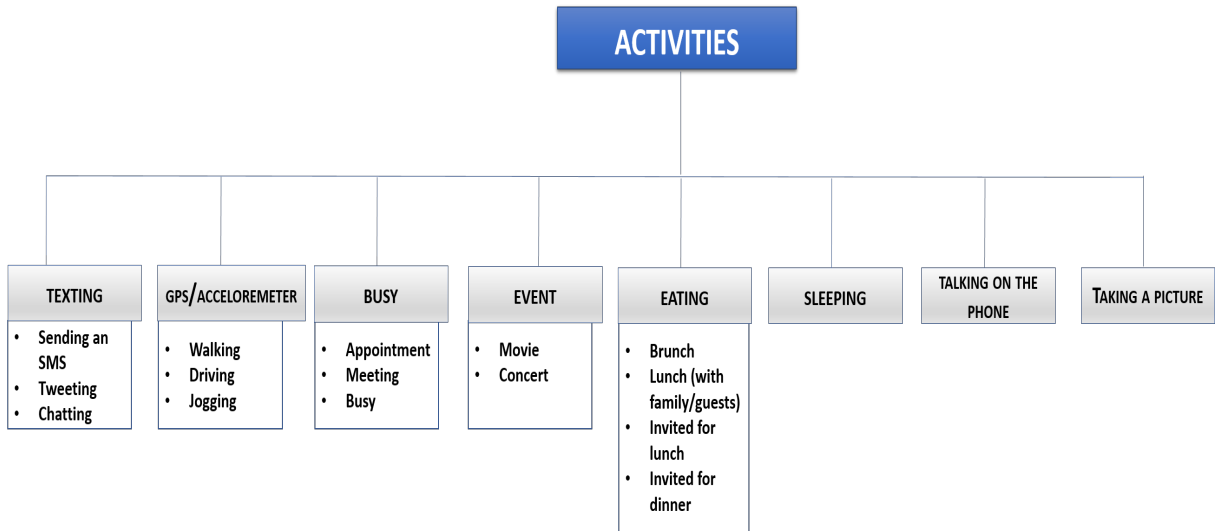 ACTIVITIES
TEXTING
• Sending an
SMS
• Tweeting
• Chatting
GPS/ACCELOREMETER
• Walking
• Driving
• Jogging
BUSY
• Appointment
• Meeting
• Busy
EVENT
• Movie
• Concert
EATING
• Brunch
• Lunch (with
family/guests)
• Invited for
lunch
• Invited for
dinner
SLEEPING
TALKING ON THE
PHONE
TAKING A PICTURE